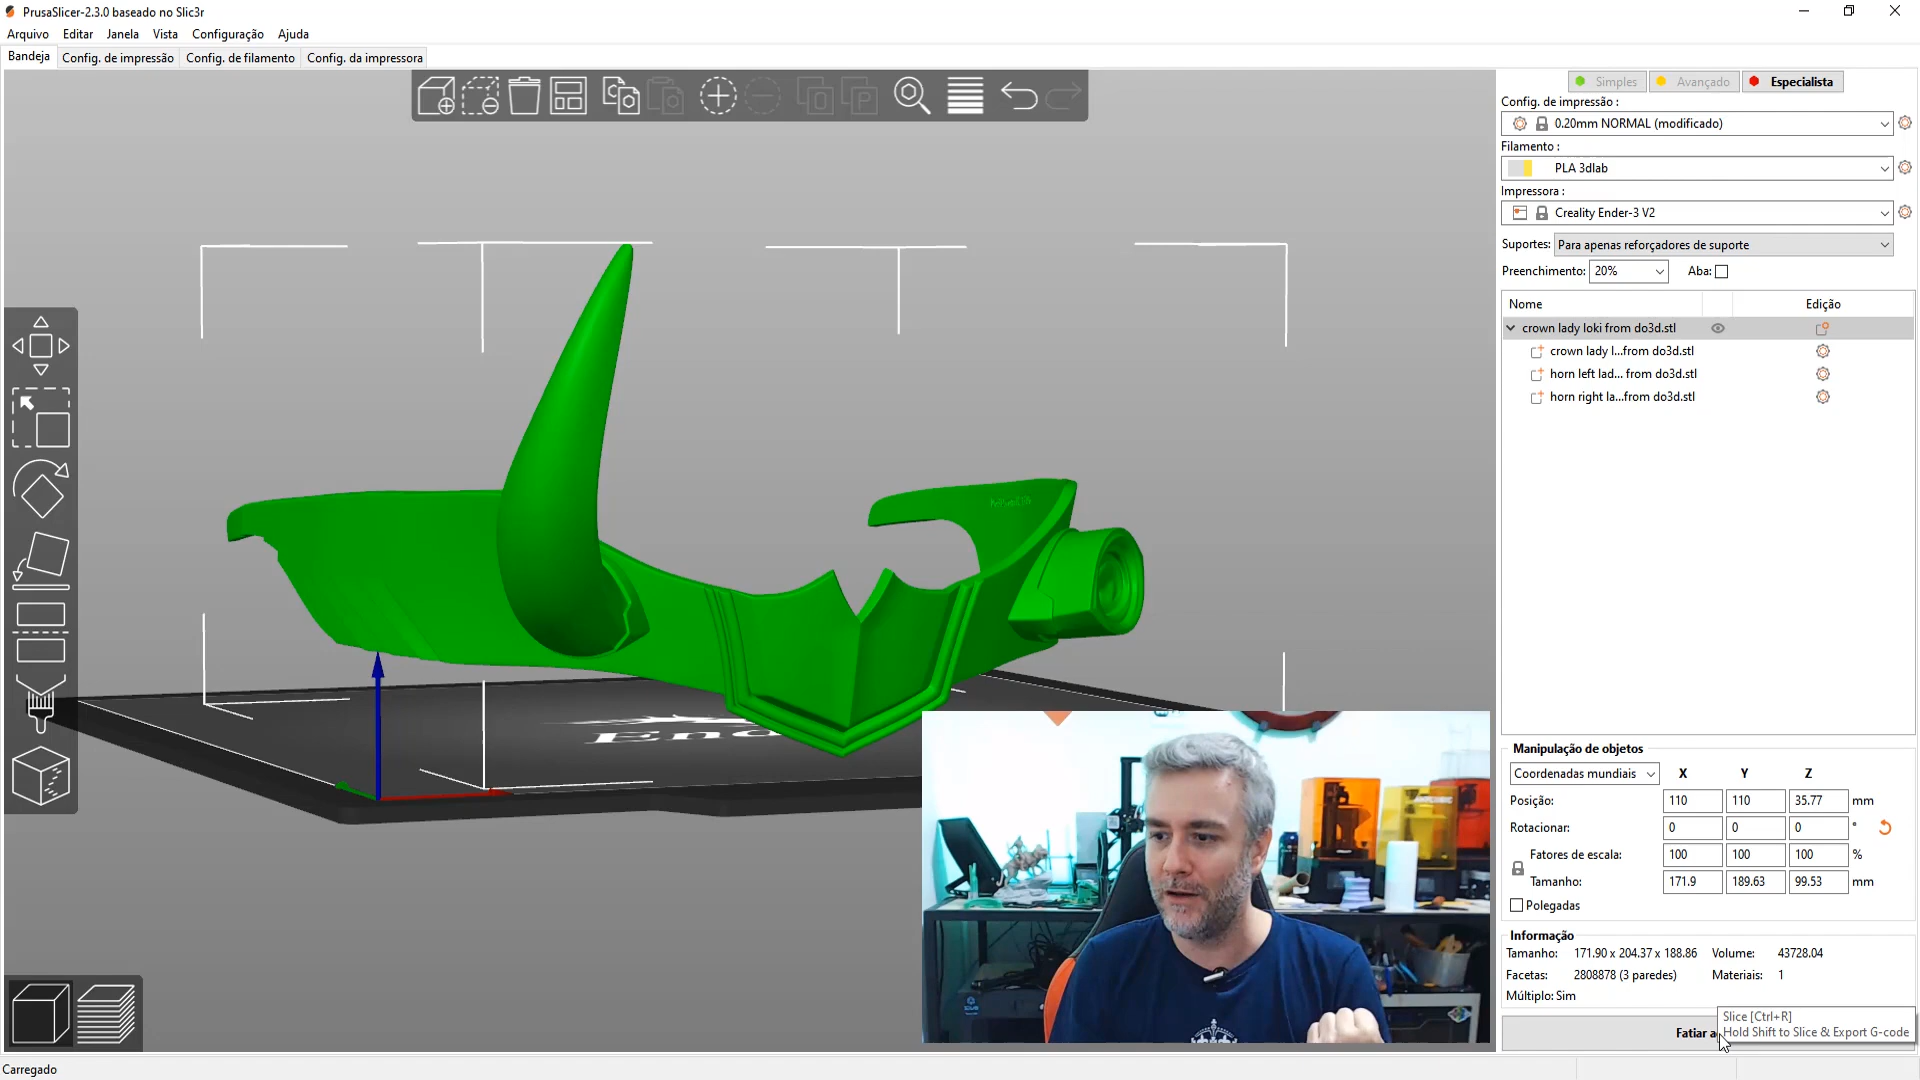 PrusaSlicer-2.3.0 baseado no Slic3r
Arquivo Editar Janela Vista Configuração Ajuda
Bandeja Config. de impressão Config. de filamento Config. da impressora
Simples Avançado Especialista
Config. de impressão :
0.20mm NORMAL (modificado)
Filamento :
PLA 3dlab
Impressora :
Creality Ender-3 V2
Suportes: Para apenas reforçadores de suporte
Preenchimento: 20% Aba:
Nome Edição
crown lady loki from do3d.stl
crown lady l...from do3d.stl
horn left lad... from do3d.stl
horn right la...from do3d.stl
Manipulação de objetos
Coordenadas mundiais X Y Z
Posição: 110 110 35.77 mm
Rotacionar: 0 0 0 °
Fatores de escala: 100 100 100 %
Tamanho: 171.9 189.63 99.53 mm
Polegadas
Informação
Tamanho: 171.90 x 204.37 x 188.86 Volume: 43728.04
Facetas: 2808878 (3 paredes) Materiais: 1
Múltiplo: Sim
Slice [Ctrl+R]
Hold Shift to Slice & Export G-code
Fatiar a
Carregado